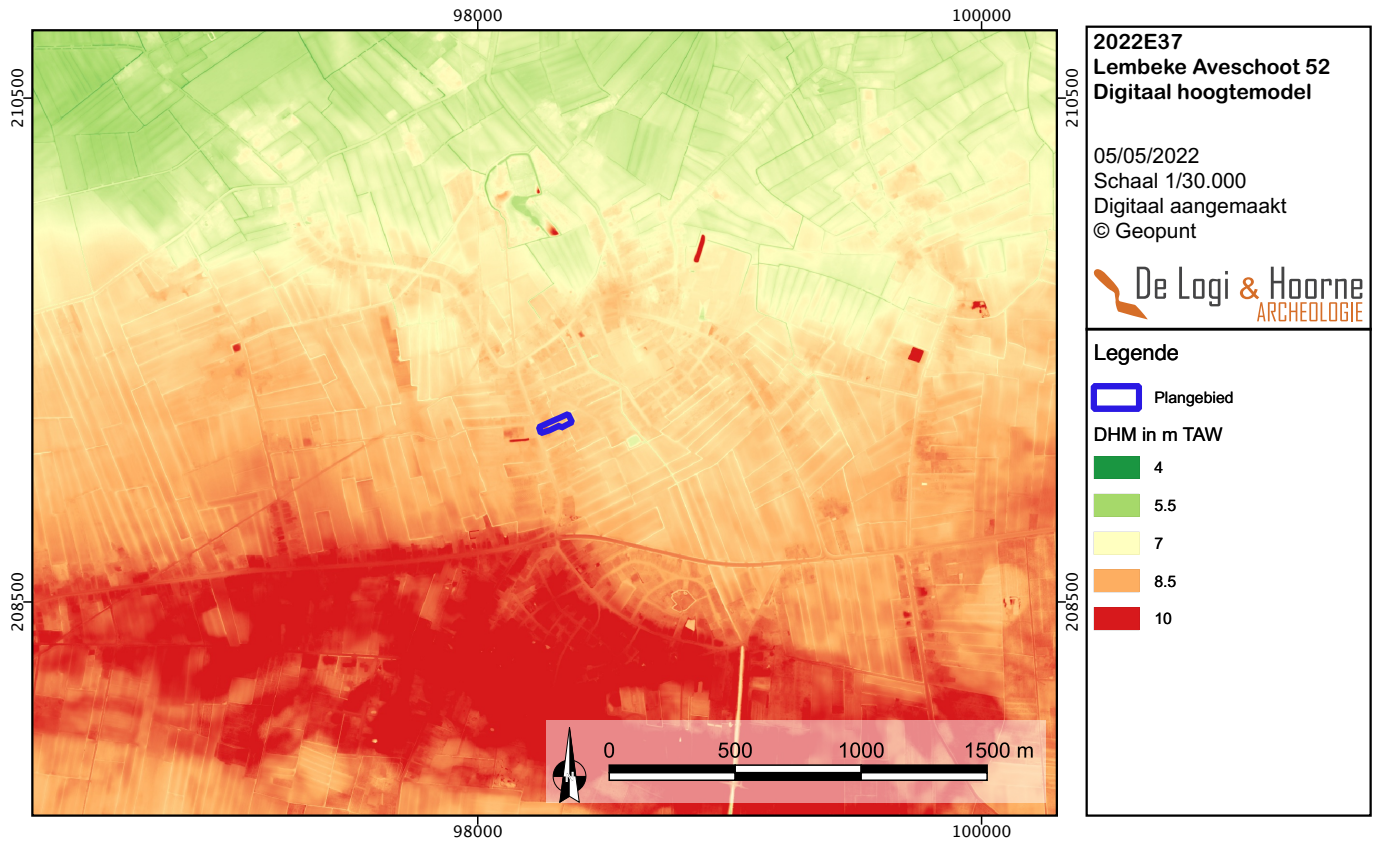 98000
100000
210500
210500
208500
208500
98000
100000
0 500 1000 1500 m
N
2022E37
Lembeke Aveschoot 52
Digitaal hoogtemodel
05/05/2022
Schaal 1/30.000
Digitaal aangemaakt
© Geopunt
De Logi & Hoorne
ARCHEOLOGIE
Legende
Plangebied
DHM in m TAW
4
5.5
7
8.5
10